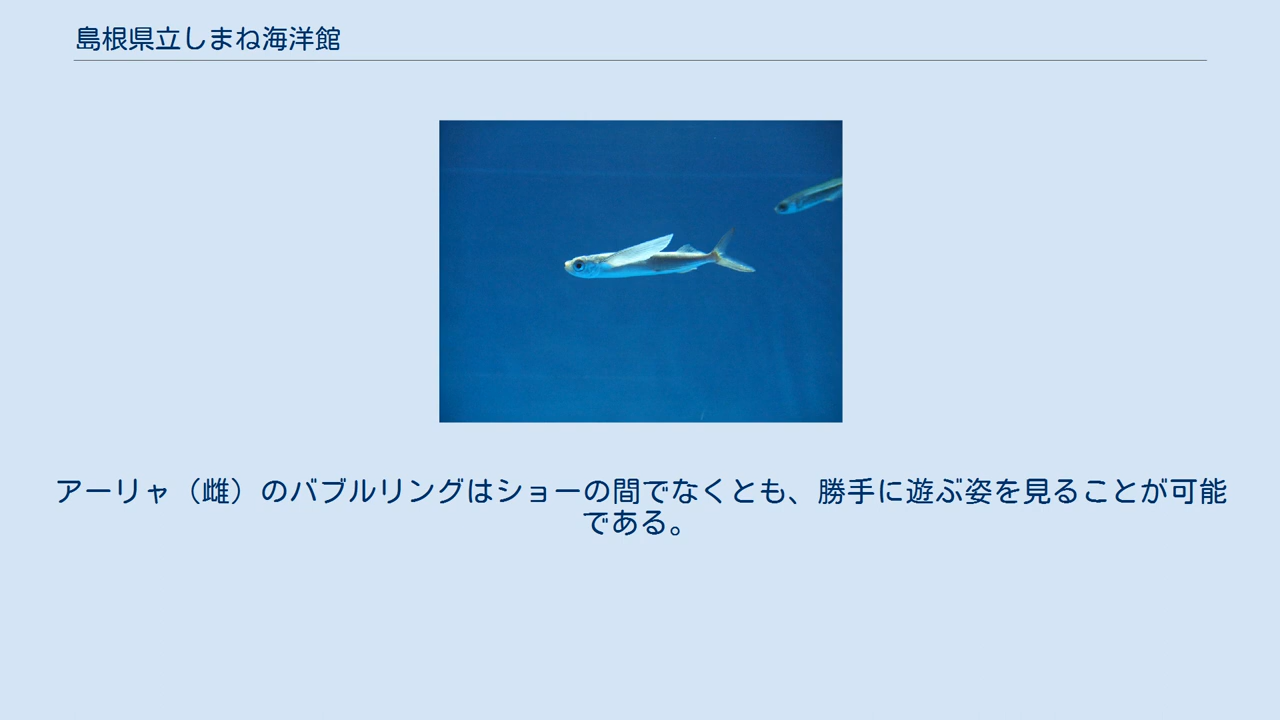 島根県立しまね海洋館
アーリャ（雌）のバブルリングはショーの間でなくとも、勝手に遊ぶ姿を見ることが可能
である。